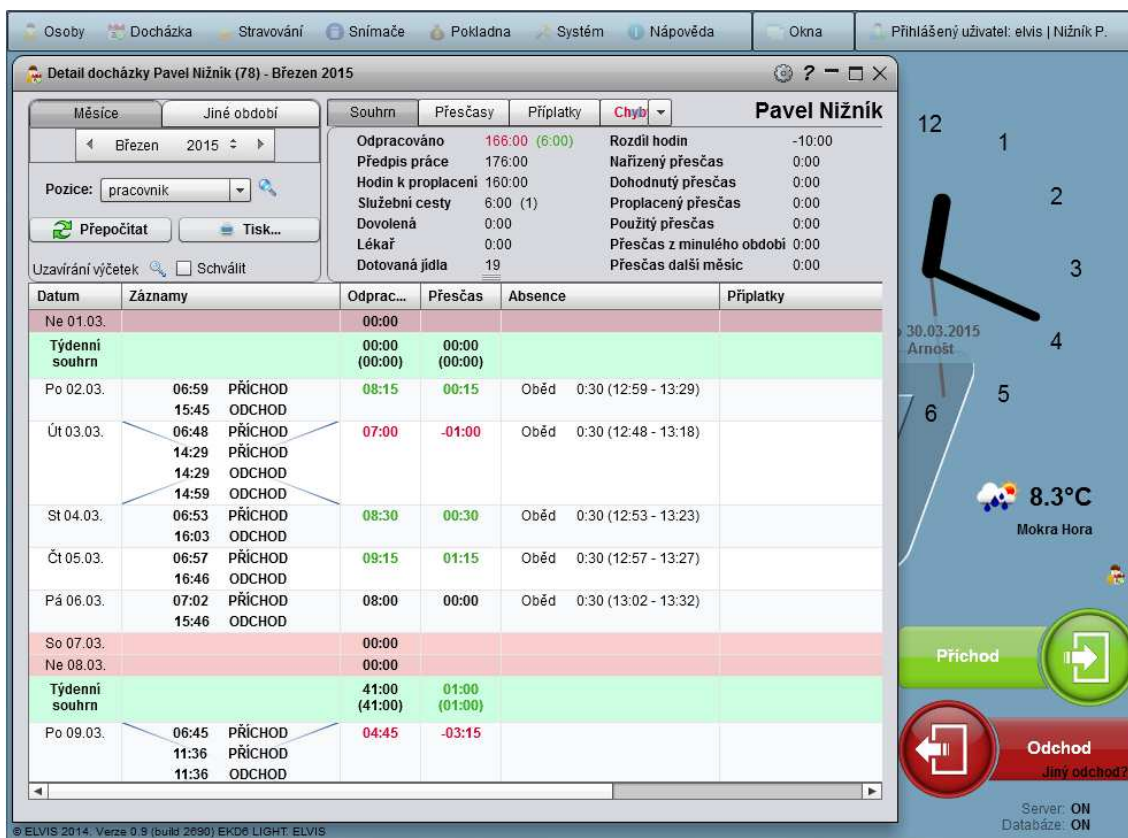 Osoby Docházka Stravování Snímače Pokladna Systém Nápověda Okna Přihlášený uživatel: elvis | Nižník P.
Detail docházky Pavel Nižník (78) - Březen 2015 ?
Měsíce Jiné období Souhrn Přesčasy Příplatky Chyb Pavel Nižník
Březen 2015
Pozice: pracovník
Přepočítat Tisk...
Uzavírání výčetek Schválit
Odpracováno 166:00 (6:00) Rozdíl hodin -10:00
Předpis práce 176:00 Nařízený přesčas 0:00
Hodin k proplacení 160:00 Dohodnutý přesčas 0:00
Služební cesty 6:00 (1) Proplacený přesčas 0:00
Dovolená 0:00 Použitý přesčas 0:00
Lékař 0:00 Přesčas z minulého období 0:00
Dotovaná jídla 19 Přesčas další měsíc 0:00
Datum Záznamy Odprac... Přesčas Absence Příplatky
Ne 01.03. 00:00
Týdenní souhrn 00:00 00:00
(00:00) (00:00)
Po 02.03. 06:59 PŘÍCHOD 08:15 00:15 Oběd 0:30 (12:59 - 13:29)
15:45 ODCHOD
Út 03.03. 06:48 PŘÍCHOD 07:00 -01:00 Oběd 0:30 (12:48 - 13:18)
14:29 PŘÍCHOD
14:29 ODCHOD
14:59 ODCHOD
St 04.03. 06:53 PŘÍCHOD 08:30 00:30 Oběd 0:30 (12:53 - 13:23)
16:03 ODCHOD
Čt 05.03. 06:57 PŘÍCHOD 09:15 01:15 Oběd 0:30 (12:57 - 13:27)
16:46 ODCHOD
Pá 06.03. 07:02 PŘÍCHOD 08:00 00:00 Oběd 0:30 (13:02 - 13:32)
15:46 ODCHOD
So 07.03. 00:00
Ne 08.03. 00:00
Týdenní souhrn 41:00 01:00
(41:00) (01:00)
Po 09.03. 06:45 PŘÍCHOD 04:45 -03:15
11:36 PŘÍCHOD
11:36 ODCHOD
12
1
2
3
4
5
6
30.03.2015
Arnošt
8.3°C
Mokra Hora
Příchod
Odchod
Jiný odchod?
Server: ON
Databáze: ON
© ELVIS 2014. Verze 0.9 (build 2690) EKD6 LIGHT. ELVIS